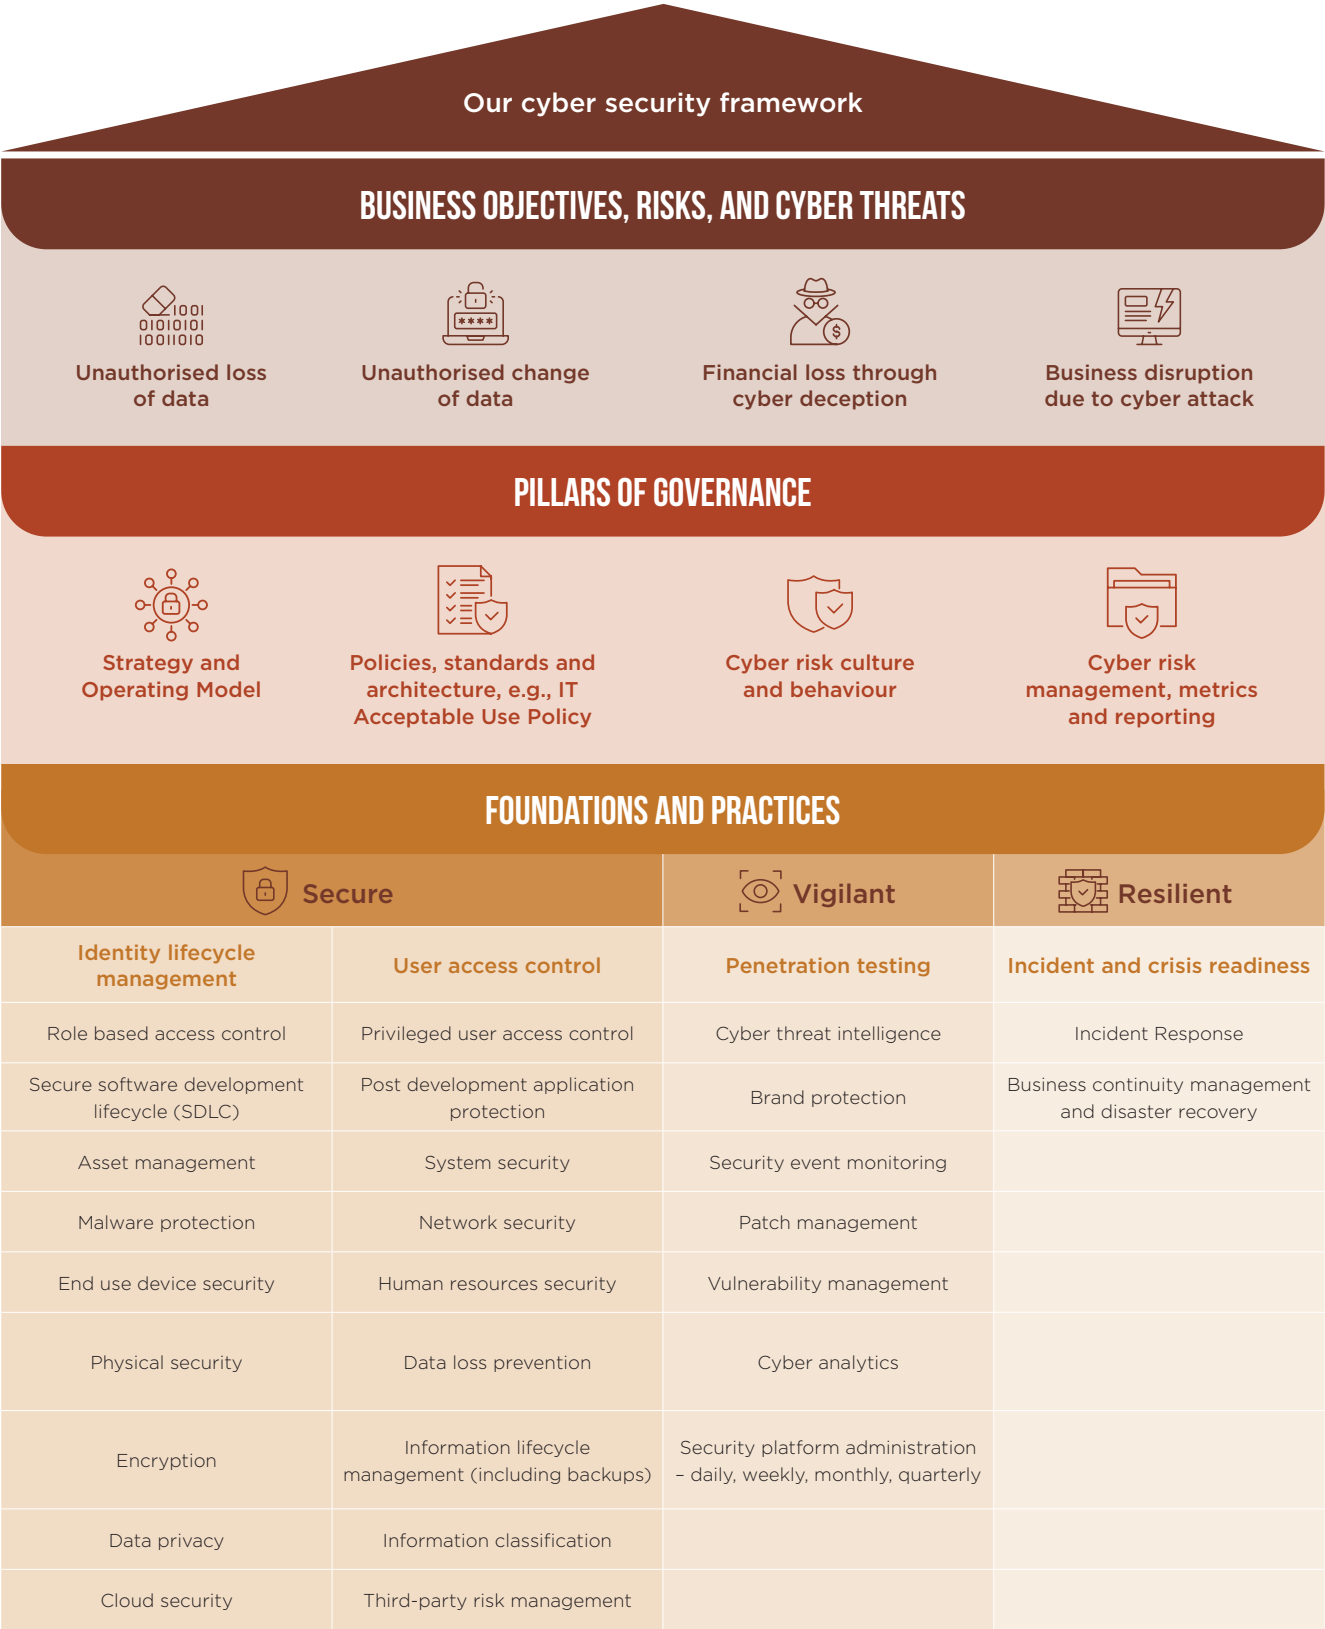 Our cyber security framework
BUSINESS OBJECTIVES, RISKS, AND CYBER THREATS
1001
01010101
10011010
****
$
Unauthorised loss
of data
Unauthorised change
of data
Financial loss through
cyber deception
Business disruption
due to cyber attack
PILLARS OF GOVERNANCE
Strategy and
Operating Model
Policies, standards and
architecture, e.g., IT
Acceptable Use Policy
Cyber risk culture
and behaviour
Cyber risk
management, metrics
and reporting
FOUNDATIONS AND PRACTICES
Secure
Vigilant
Resilient
Identity lifecycle
management
User access control
Penetration testing
Incident and crisis readiness
Role based access control
Privileged user access control
Cyber threat intelligence
Incident Response
Secure software development
lifecycle (SDLC)
Post development application
protection
Brand protection
Business continuity management
and disaster recovery
Asset management
System security
Security event monitoring
Malware protection
Network security
Patch management
End use device security
Human resources security
Vulnerability management
Physical security
Data loss prevention
Cyber analytics
Encryption
Information lifecycle
management (including backups)
Security platform administration
– daily, weekly, monthly, quarterly
Data privacy
Information classification
Cloud security
Third-party risk management